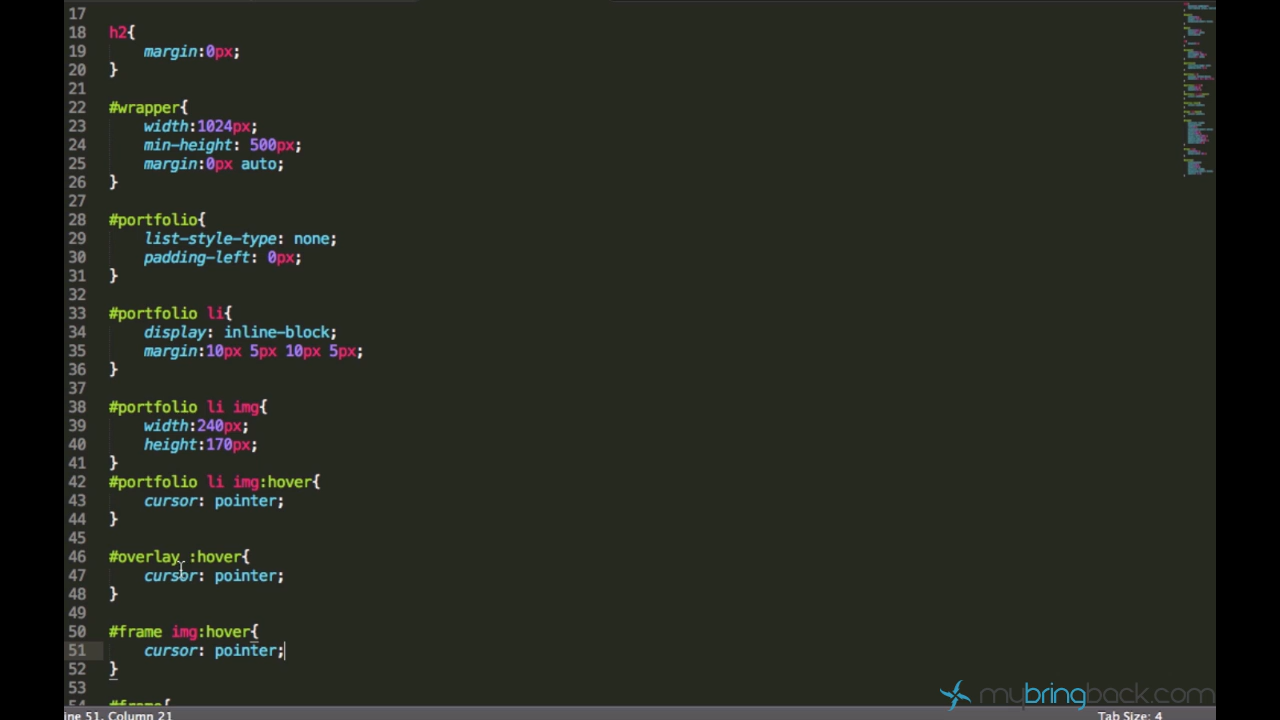 17
18 h2{
19 margin:0px;
20 }
21
22 #wrapper{
23 width:1024px;
24 min-height: 500px;
25 margin:0px auto;
26 }
27
28 #portfolio{
29 list-style-type: none;
30 padding-left: 0px;
31 }
32
33 #portfolio li{
34 display: inline-block;
35 margin:10px 5px 10px 5px;
36 }
37
38 #portfolio li img{
39 width:240px;
40 height:170px;
41 }
42 #portfolio li img:hover{
43 cursor: pointer;
44 }
45
46 #overlay :hover{
47 cursor: pointer;
48 }
49
50 #frame img:hover{
51 cursor: pointer;
52 }
53
54 #frame{
mybringback.com
ine 51, Column 21 Tab Size: 4